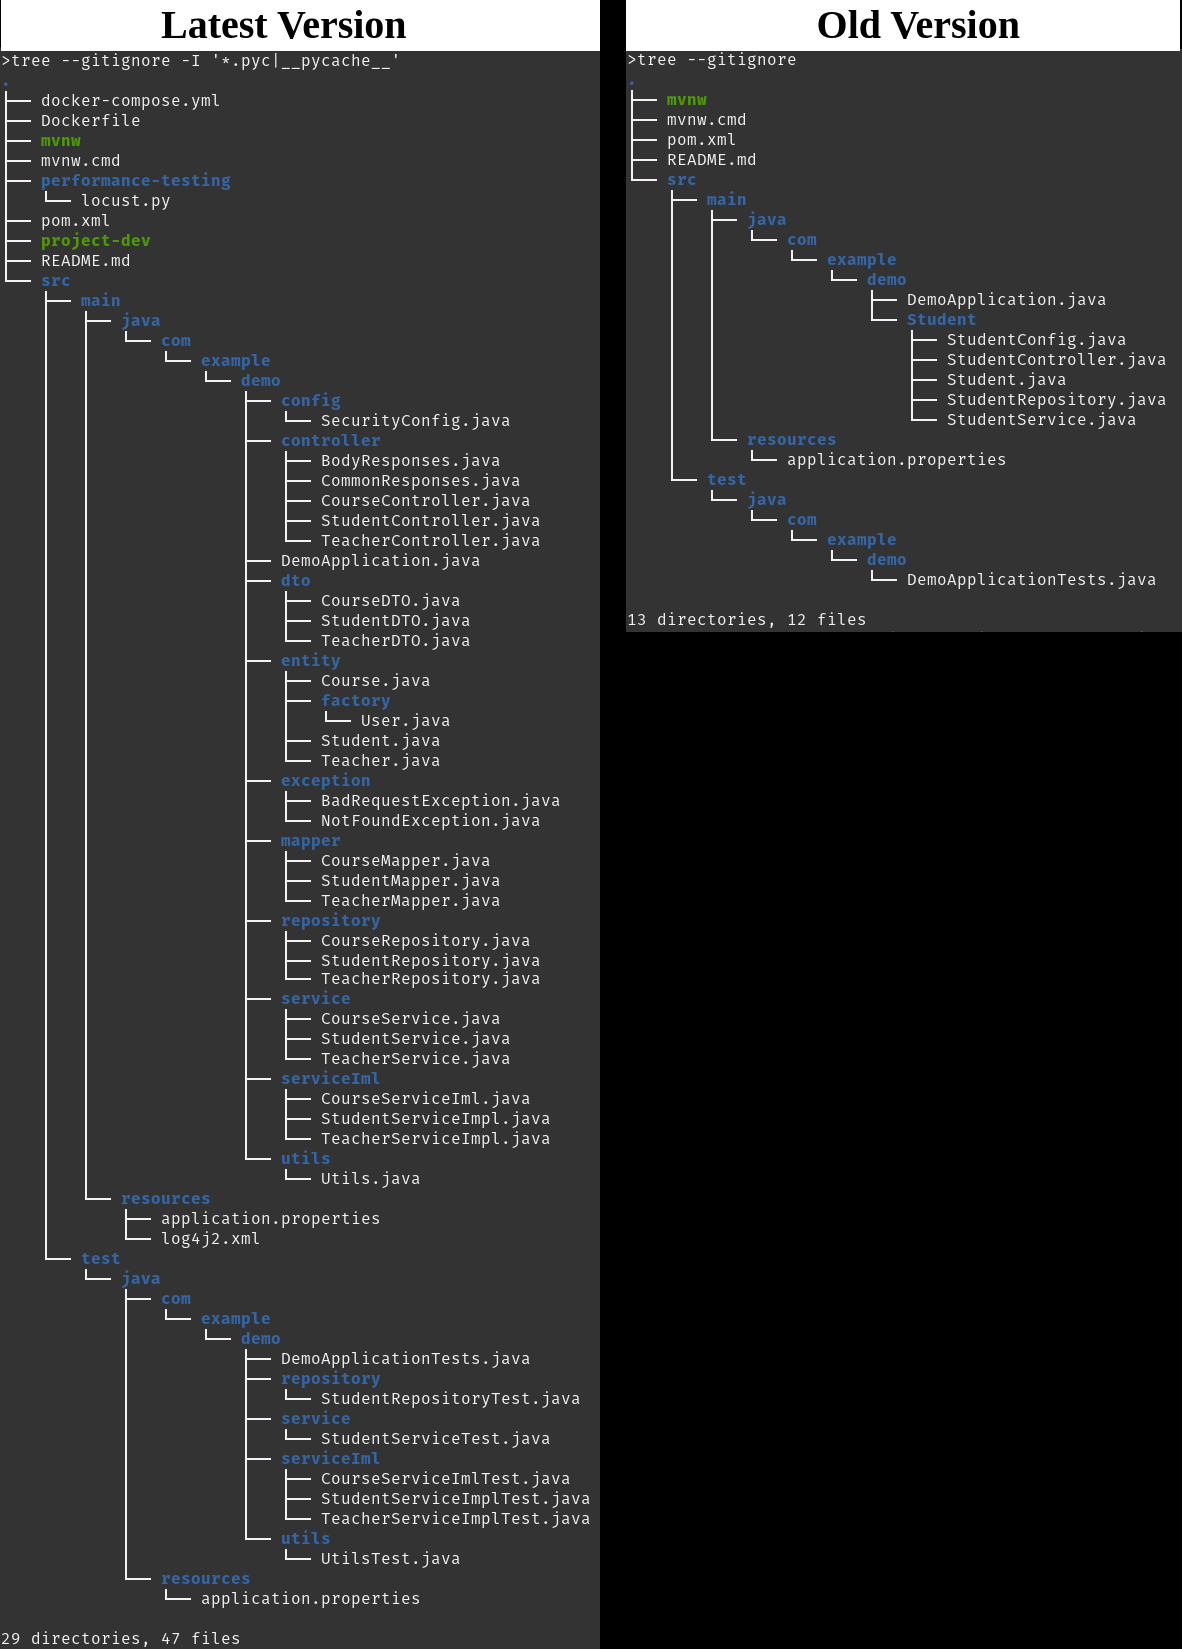 Latest Version
>tree --gitignore -I '*.pyc|__pycache__'
.
├── docker-compose.yml
├── Dockerfile
├── mvnw
├── mvnw.cmd
├── performance-testing
│   └── locust.py
├── pom.xml
├── project-dev
├── README.md
└── src
    ├── main
    │   ├── java
    │   │   └── com
    │   │       └── example
    │   │           └── demo
    │   │               ├── config
    │   │               │   └── SecurityConfig.java
    │   │               ├── controller
    │   │               │   ├── BodyResponses.java
    │   │               │   ├── CommonResponses.java
    │   │               │   ├── CourseController.java
    │   │               │   ├── StudentController.java
    │   │               │   └── TeacherController.java
    │   │               ├── DemoApplication.java
    │   │               ├── dto
    │   │               │   ├── CourseDTO.java
    │   │               │   ├── StudentDTO.java
    │   │               │   └── TeacherDTO.java
    │   │               ├── entity
    │   │               │   ├── Course.java
    │   │               │   ├── factory
    │   │               │   │   └── User.java
    │   │               │   ├── Student.java
    │   │               │   └── Teacher.java
    │   │               ├── exception
    │   │               │   ├── BadRequestException.java
    │   │               │   └── NotFoundException.java
    │   │               ├── mapper
    │   │               │   ├── CourseMapper.java
    │   │               │   ├── StudentMapper.java
    │   │               │   └── TeacherMapper.java
    │   │               ├── repository
    │   │               │   ├── CourseRepository.java
    │   │               │   ├── StudentRepository.java
    │   │               │   └── TeacherRepository.java
    │   │               ├── service
    │   │               │   ├── CourseService.java
    │   │               │   ├── StudentService.java
    │   │               │   └── TeacherService.java
    │   │               ├── serviceIml
    │   │               │   ├── CourseServiceIml.java
    │   │               │   ├── StudentServiceImpl.java
    │   │               │   └── TeacherServiceImpl.java
    │   │               └── utils
    │   │                   └── Utils.java
    │   └── resources
    │       ├── application.properties
    │       └── log4j2.xml
    └── test
        └── java
            ├── com
            │   └── example
            │       └── demo
            │           ├── DemoApplicationTests.java
            │           ├── repository
            │           │   └── StudentRepositoryTest.java
            │           ├── service
            │           │   └── StudentServiceTest.java
            │           ├── serviceIml
            │           │   ├── CourseServiceImlTest.java
            │           │   ├── StudentServiceImplTest.java
            │           │   └── TeacherServiceImplTest.java
            │           └── utils
            │               └── UtilsTest.java
            └── resources
                └── application.properties
29 directories, 47 files
Old Version
>tree --gitignore
.
├── mvnw
├── mvnw.cmd
├── pom.xml
├── README.md
└── src
    ├── main
    │   ├── java
    │   │   └── com
    │   │       └── example
    │   │           └── demo
    │   │               ├── DemoApplication.java
    │   │               └── Student
    │   │                   ├── StudentConfig.java
    │   │                   ├── StudentController.java
    │   │                   ├── Student.java
    │   │                   ├── StudentRepository.java
    │   │                   └── StudentService.java
    │   └── resources
    │       └── application.properties
    └── test
        └── java
            └── com
                └── example
                    └── demo
                        └── DemoApplicationTests.java
13 directories, 12 files